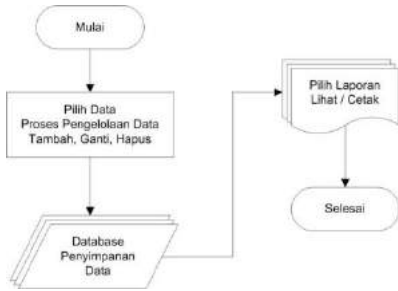 Mulai
Pilih Data
Proses Pengelolaan Data
Tambah, Ganti, Hapus
Database
Penyimpanan
Data
Pilih Laporan
Lihat / Cetak
Selesai